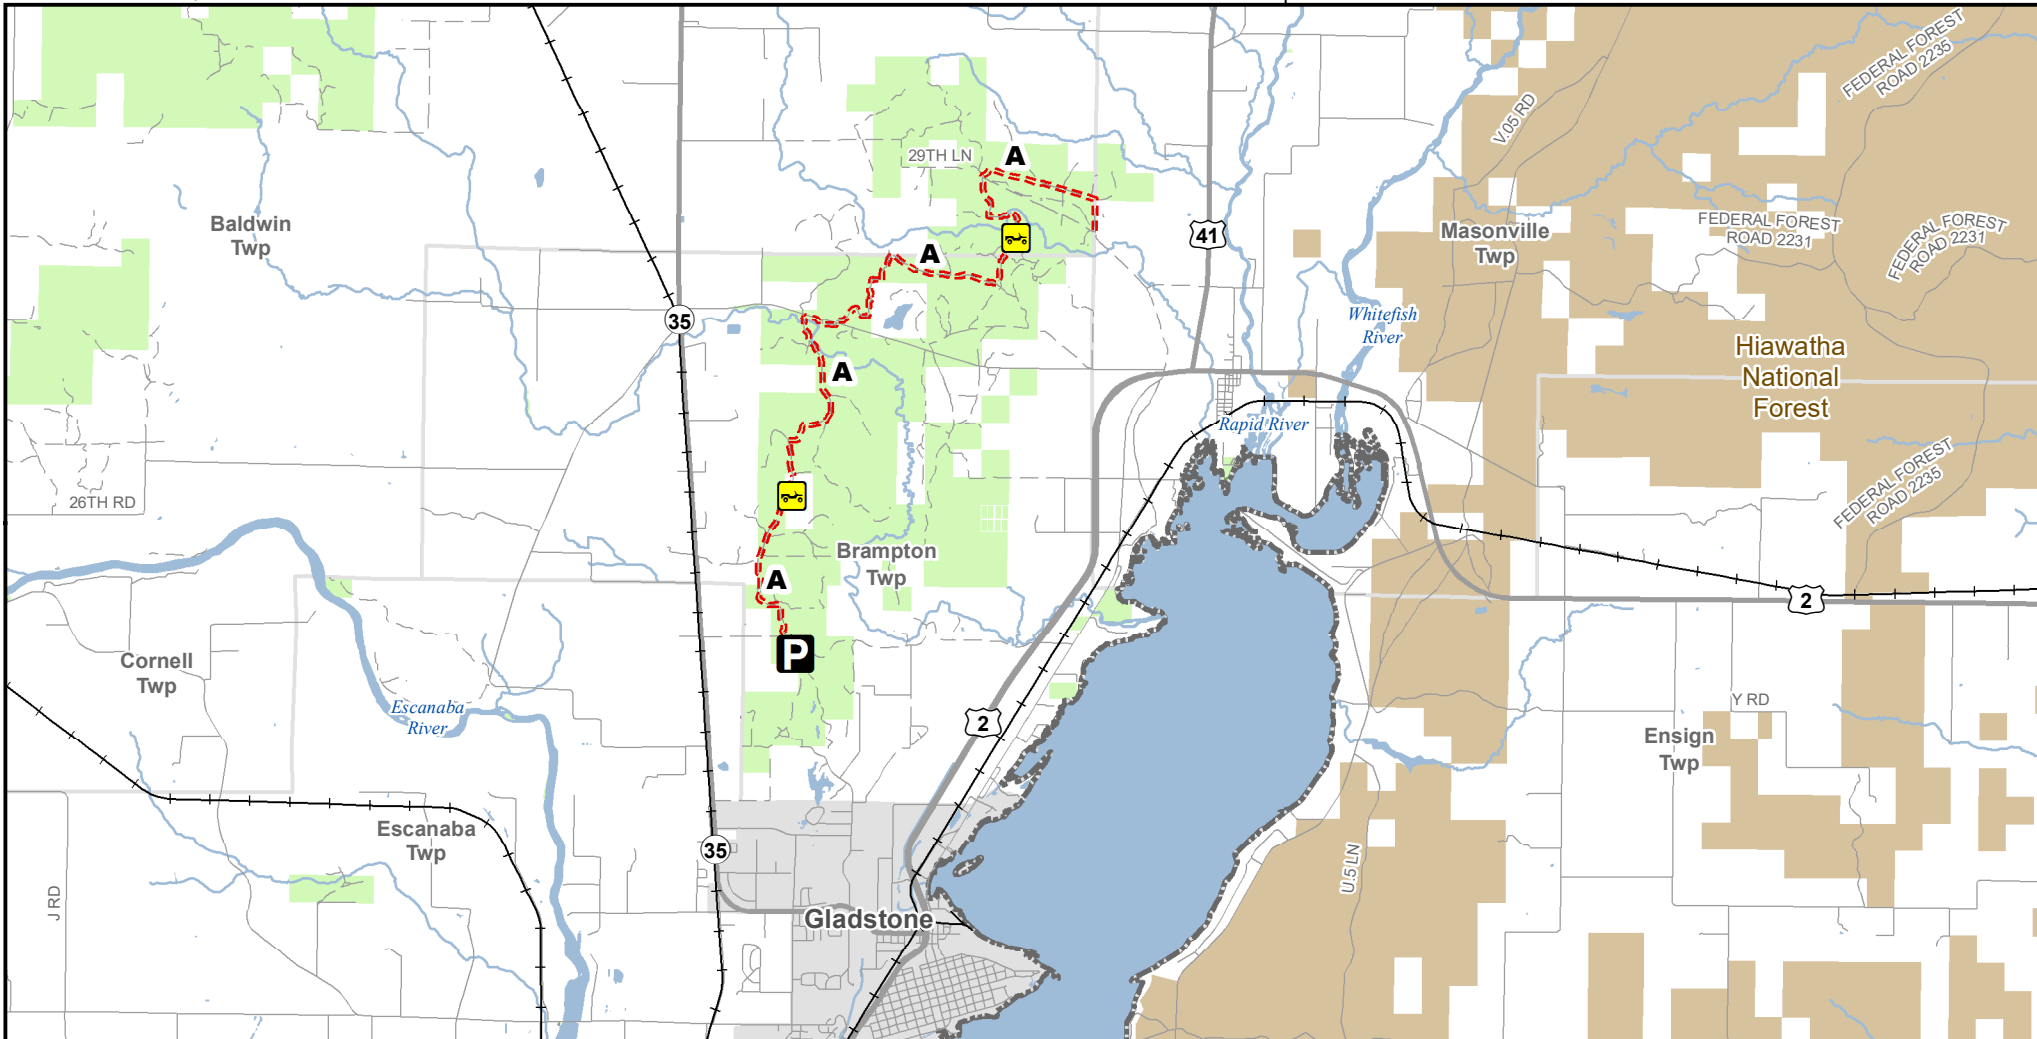 FEDERAL FOREST
ROAD 2235
V.05 RD
29TH LN
A
Baldwin
Twp
41
FEDERAL FOREST
ROAD 2231
FEDERAL FOREST
ROAD 2231
Masonville
Twp
A
35
Whitefish
River
Hiawatha
National
Forest
A
Rapid River
26TH RD
FEDERAL FOREST
ROAD 2235
Brampton
Twp
A
2
P
Cornell
Twp
Escanaba
River
2
Y RD
Ensign
Twp
Escanaba
Twp
35
U.5 LN
J RD
Gladstone